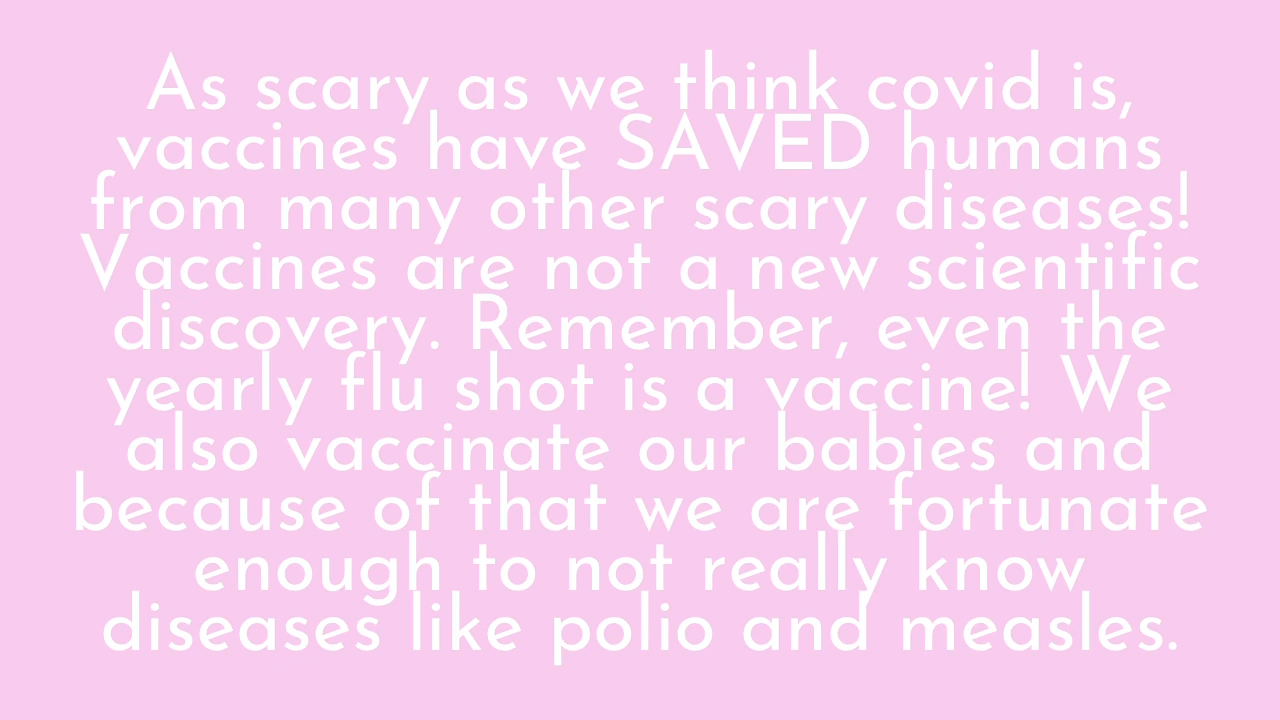 As scary as we think covid is,
vaccines have SAVED humans
from many other scary diseases!
Vaccines are not a new scientific
discovery. Remember, even the
yearly flu shot is a vaccine! We
also vaccinate our babies and
because of that we are fortunate
enough to not really know
diseases like polio and measles.